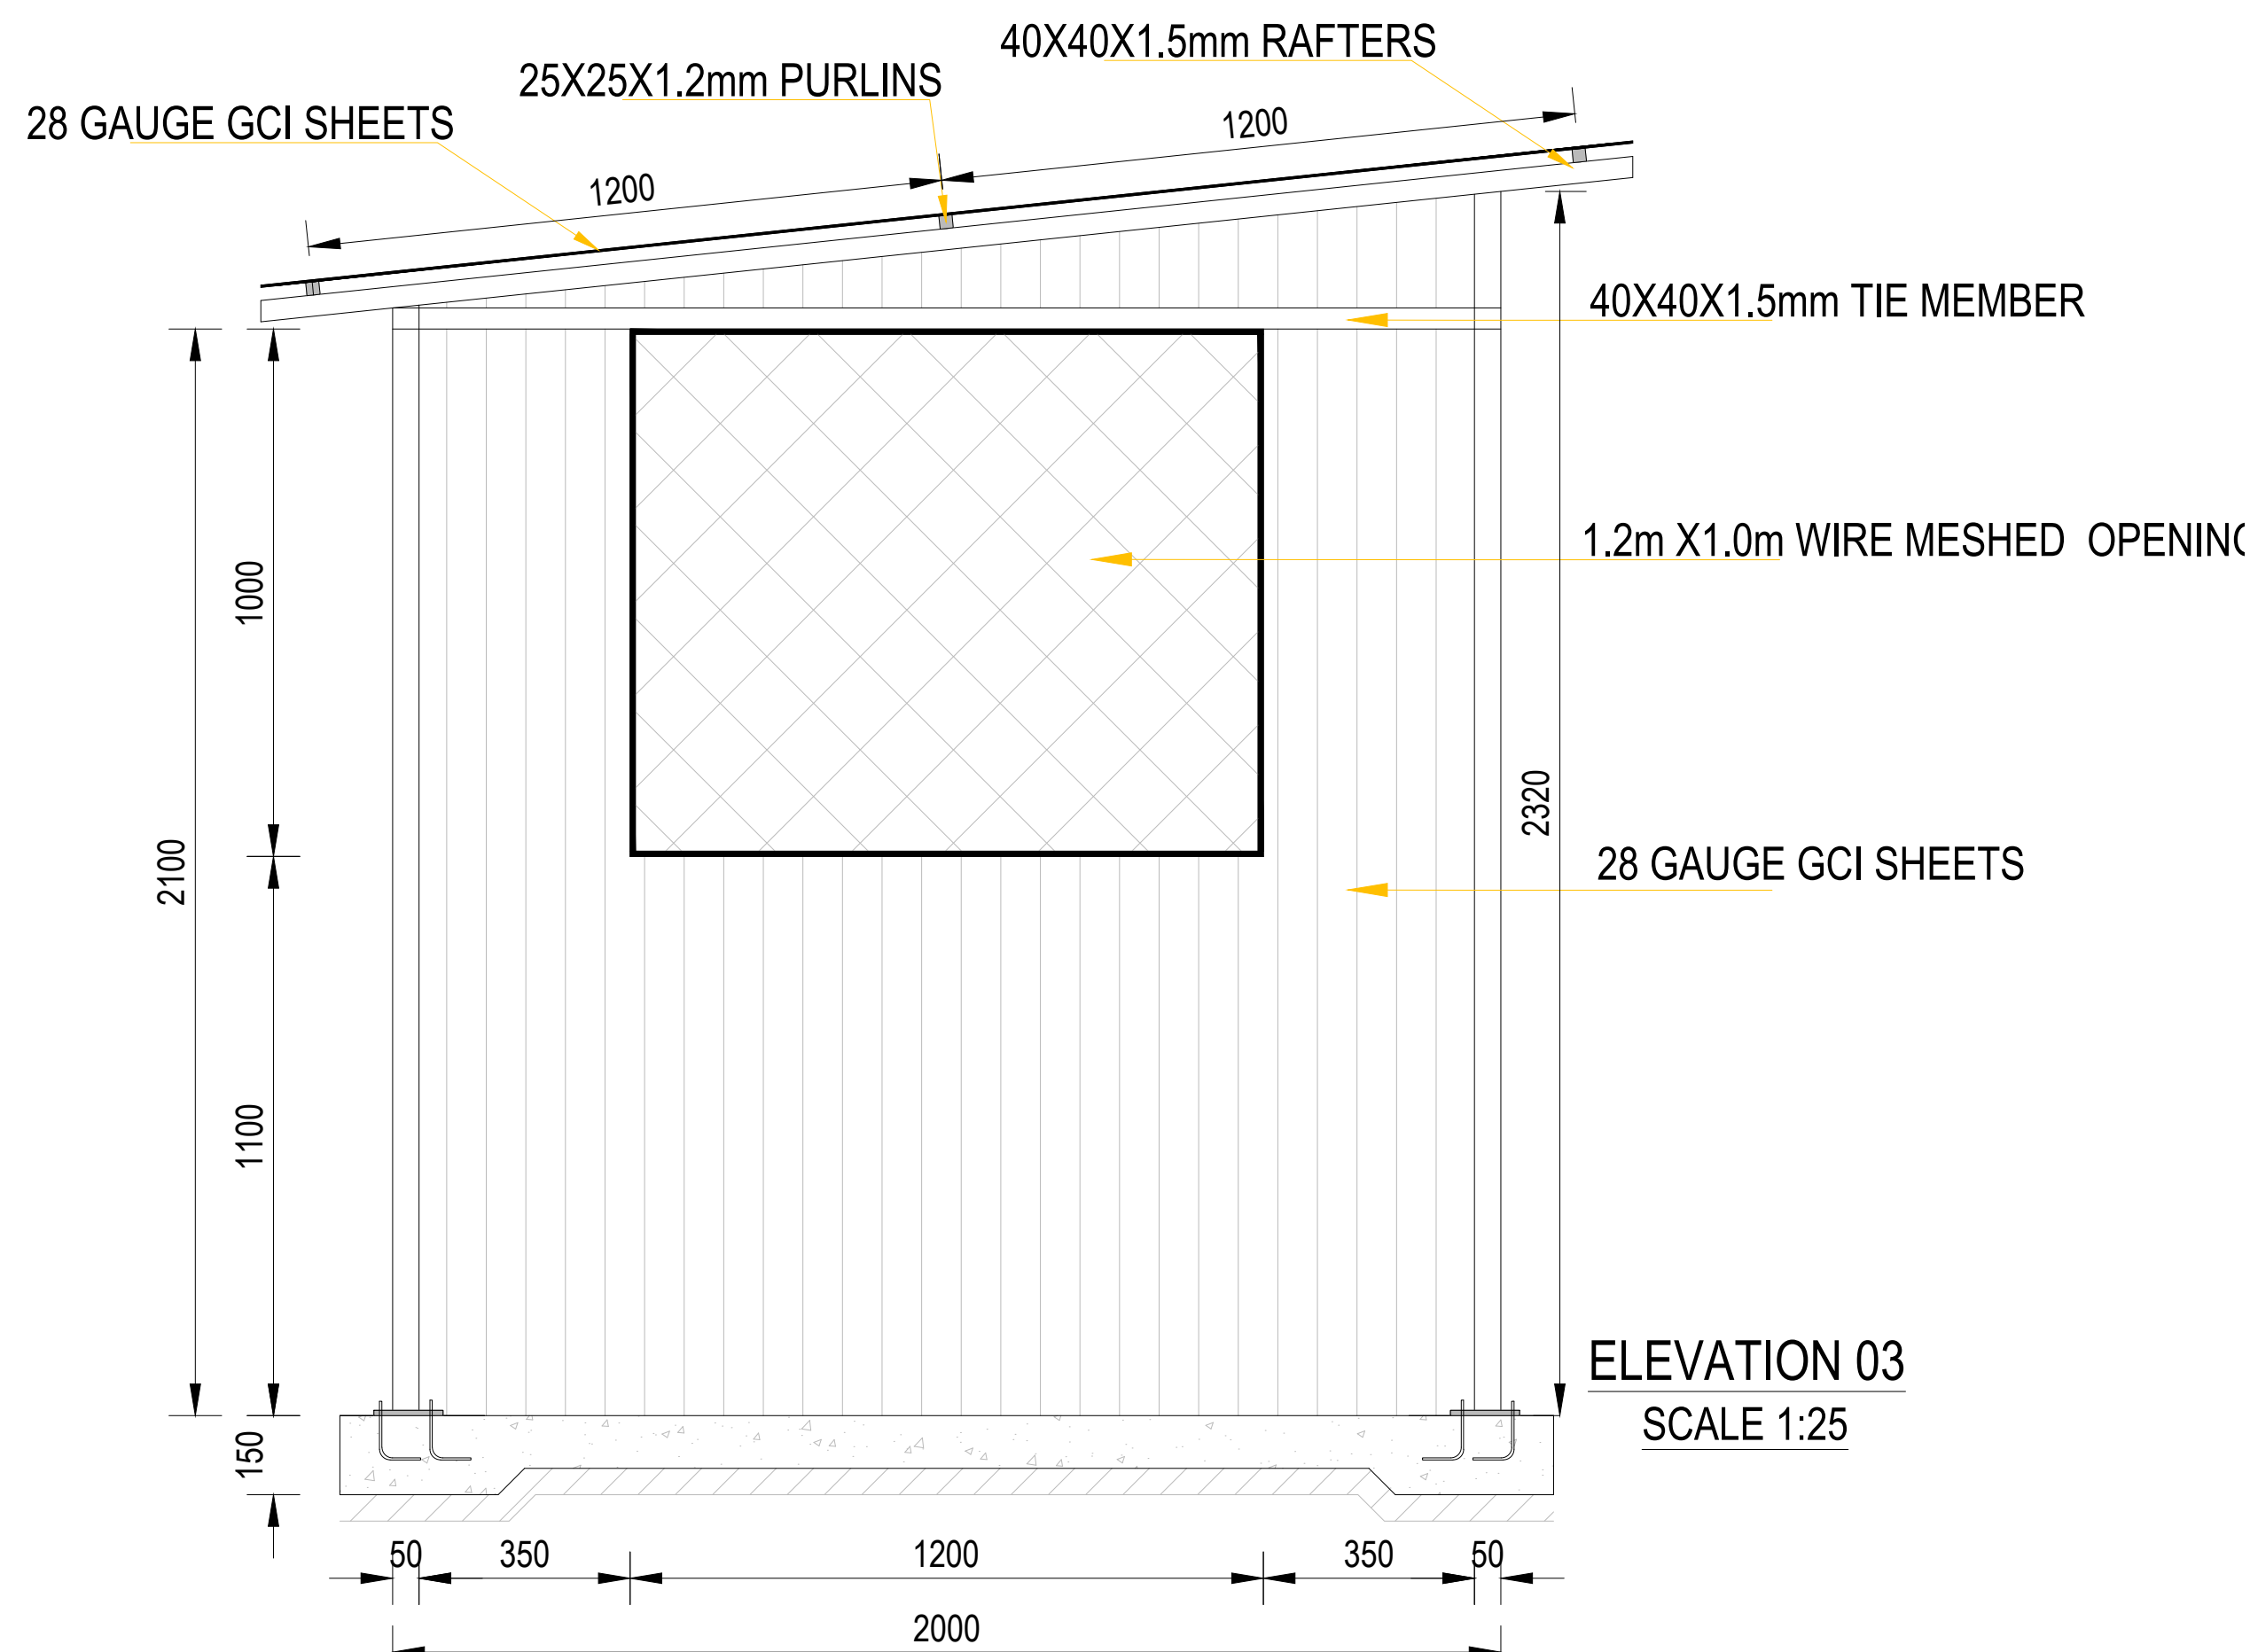 40X40X1.5mm RAFTERS
25X25X1.2mm PURLINS
28 GAUGE GCI SHEETS
1200
1200
40X40X1.5mm TIE MEMBER
1.2m X1.0m WIRE MESHED
1000
2320
2100
28 GAUGE GCI SHEETS
1100
ELEVATION 03
SCALE 1:25
150
50 350 1200 350 50
2000